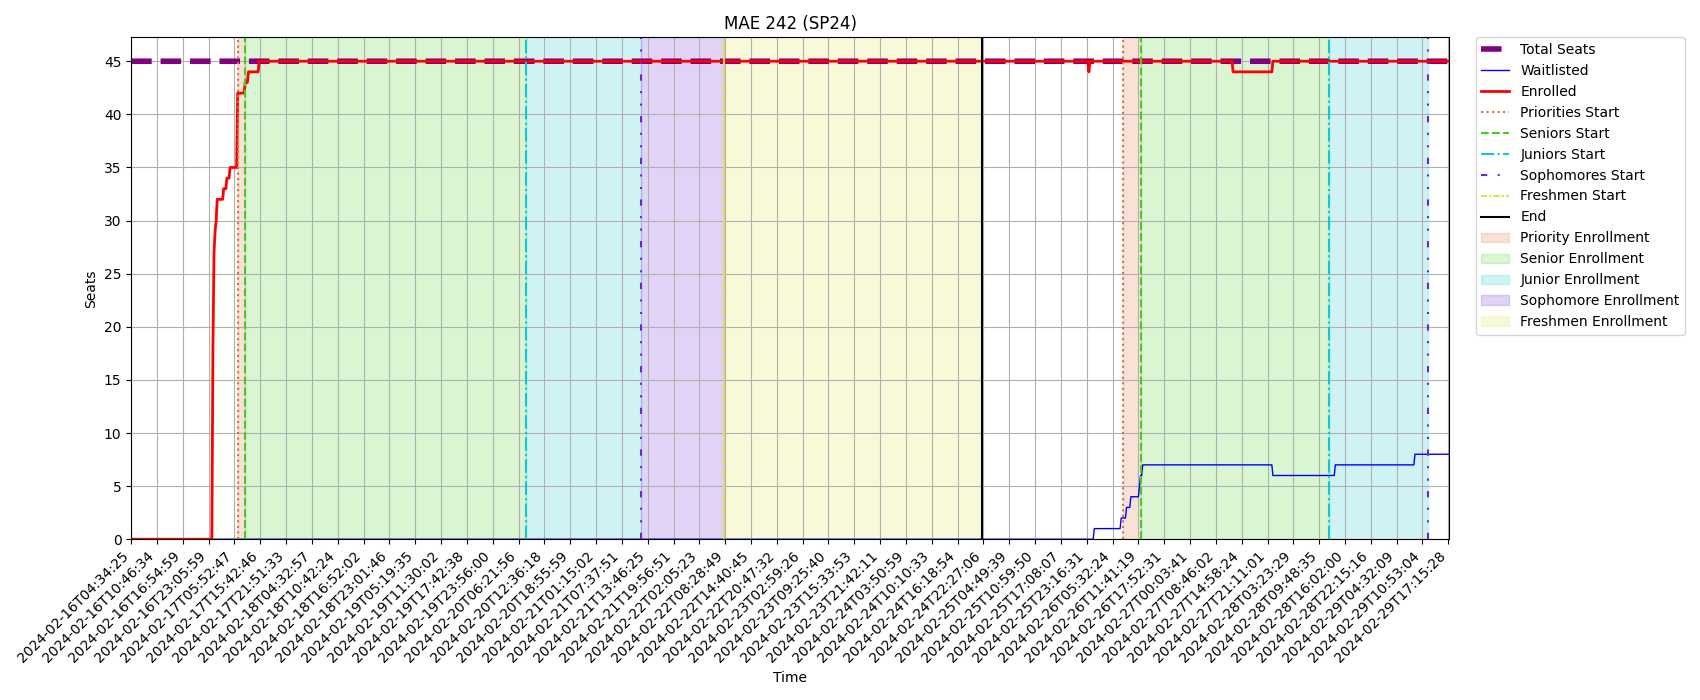 MAE 242 (SP24)
Seats
45
40
35
30
25
20
15
10
5
0
2024-02-16T04:34:25
2024-02-16T10:46:34
2024-02-16T16:54:59
2024-02-16T23:05:59
2024-02-17T05:52:47
2024-02-17T15:42:46
2024-02-17T21:51:33
2024-02-18T04:32:57
2024-02-18T10:42:24
2024-02-18T16:52:02
2024-02-18T23:01:46
2024-02-19T05:19:35
2024-02-19T11:30:02
2024-02-19T17:42:38
2024-02-19T23:56:00
2024-02-20T06:21:56
2024-02-20T12:36:18
2024-02-20T18:55:59
2024-02-21T01:15:02
2024-02-21T07:37:51
2024-02-21T13:46:25
2024-02-21T19:56:51
2024-02-22T02:05:23
2024-02-22T08:28:49
2024-02-22T14:40:45
2024-02-22T20:47:32
2024-02-23T02:59:26
2024-02-23T09:25:40
2024-02-23T15:33:53
2024-02-23T21:42:11
2024-02-24T03:50:59
2024-02-24T10:10:33
2024-02-24T16:18:54
2024-02-24T22:27:06
2024-02-25T04:49:39
2024-02-25T10:59:50
2024-02-25T17:08:07
2024-02-25T23:16:31
2024-02-26T05:32:24
2024-02-26T11:41:19
2024-02-26T17:52:31
2024-02-27T00:03:41
2024-02-27T08:46:02
2024-02-27T14:58:24
2024-02-27T21:11:01
2024-02-28T03:23:29
2024-02-28T09:48:35
2024-02-28T16:02:00
2024-02-28T22:15:16
2024-02-29T04:32:09
2024-02-29T10:53:04
2024-02-29T17:15:28
Time
Total Seats
Waitlisted
Enrolled
Priorities Start
Seniors Start
Juniors Start
Sophomores Start
Freshmen Start
End
Priority Enrollment
Senior Enrollment
Junior Enrollment
Sophomore Enrollment
Freshmen Enrollment